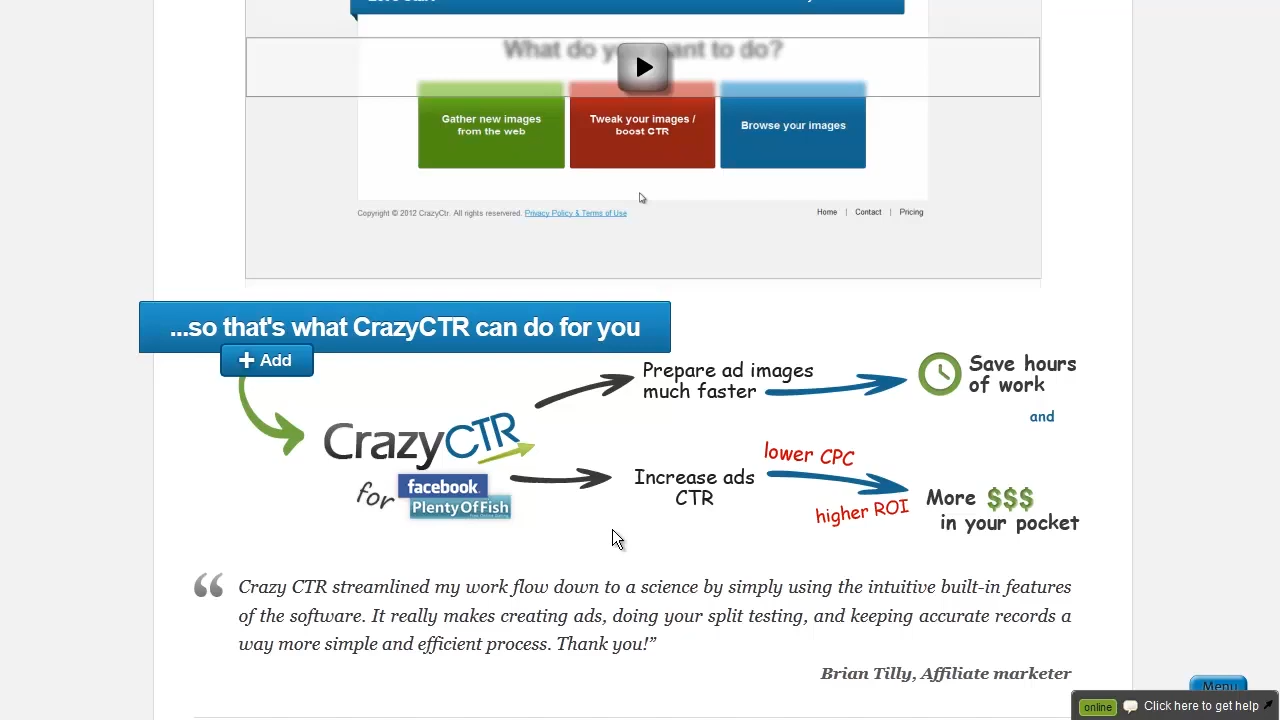 What do you want to do?
Gather new images
from the web
Tweak your images /
boost CTR
Browse your images
Copyright © 2012 CrazyCtr. All rights reservered. Privacy Policy & Terms of Use
Home | Contact | Pricing
...so that's what CrazyCTR can do for you
+ Add
Prepare ad images
much faster
Save hours
of work
and
CrazyCTR
for facebook
PlentyOfFish
Increase ads
CTR
lower CPC
higher ROI
More $$$
in your pocket
“ Crazy CTR streamlined my work flow down to a science by simply using the intuitive built-in features
of the software. It really makes creating ads, doing your split testing, and keeping accurate records a
way more simple and efficient process. Thank you!”
Brian Tilly, Affiliate marketer
Menu
online Click here to get help